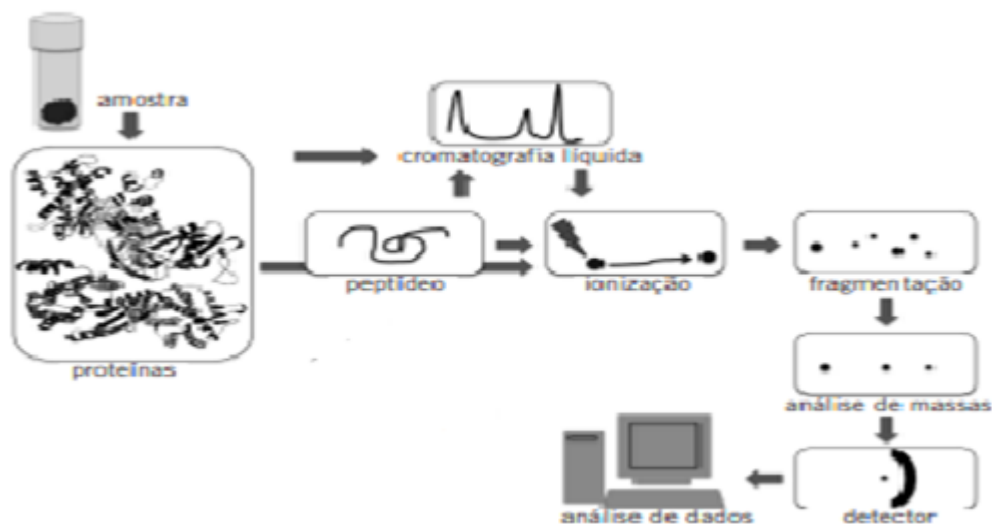 amostra
cromatografia líquida
peptídeo
ionização
fragmentação
proteínas
análise de massas
análise de dados
detector